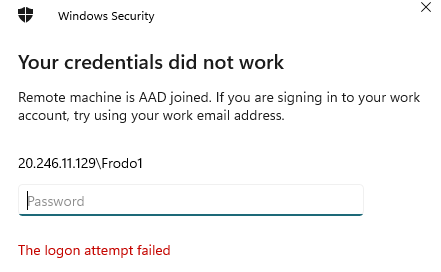 Windows Security
Your credentials did not work
Remote machine is AAD joined. If you are signing in to your work
account, try using your work email address.
20.246.11.129\Frodo1
Password
The logon attempt failed